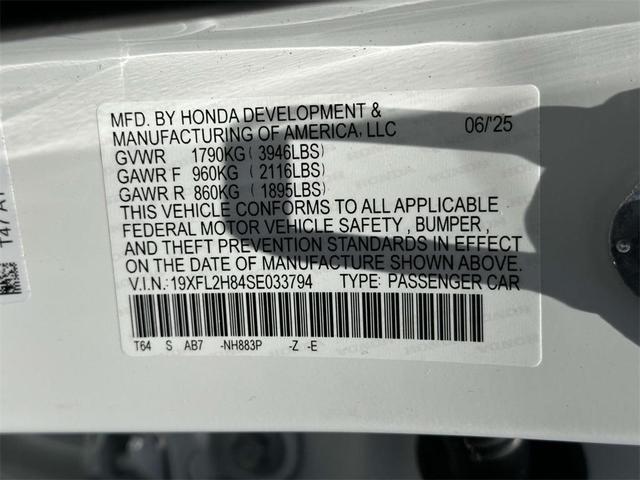 MFD. BY HONDA DEVELOPMENT &
MANUFACTURING OF AMERICA, LLC 06/'25
GVWR 1790KG (3946LBS)
GAWR F 960KG (2116LBS)
GAWR R 860KG (1895LBS)
THIS VEHICLE CONFORMS TO ALL APPLICABLE
FEDERAL MOTOR VEHICLE SAFETY , BUMPER ,
AND THEFT PREVENTION STANDARDS IN EFFECT
ON THE DATE OF MANUFACTURE SHOWN ABOVE.
V.I.N.: 19XFL2H84SE033794 TYPE: PASSENGER CAR
T64 S AB7 -NH883P -Z -E